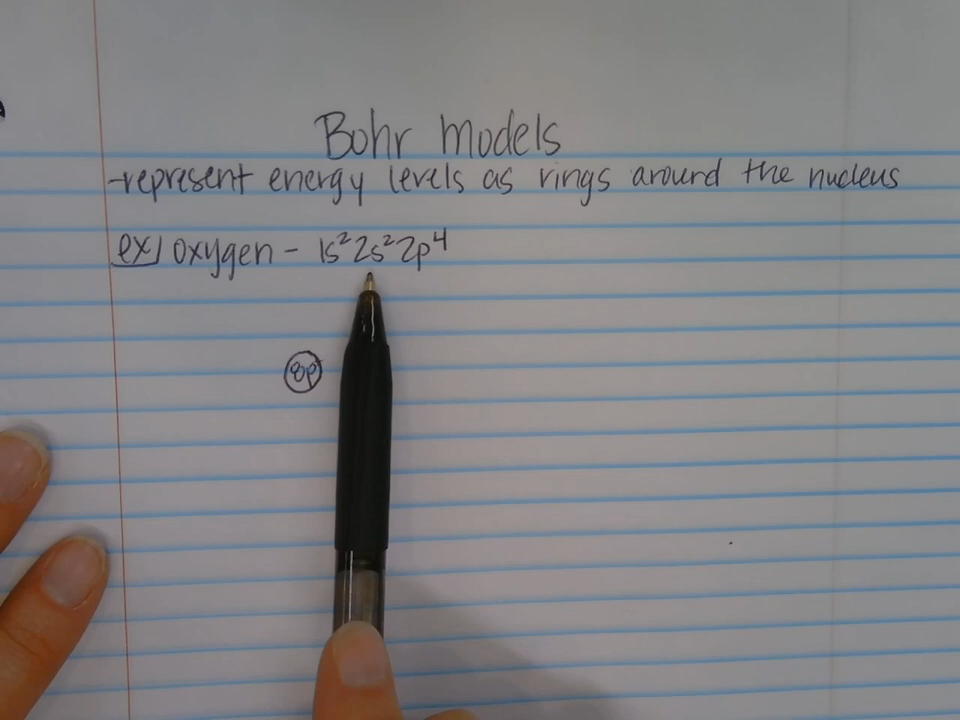 Bohr Models
-represent energy levels as rings around the nucleus
ex) oxygen - 1s²2s²2p⁴
8p